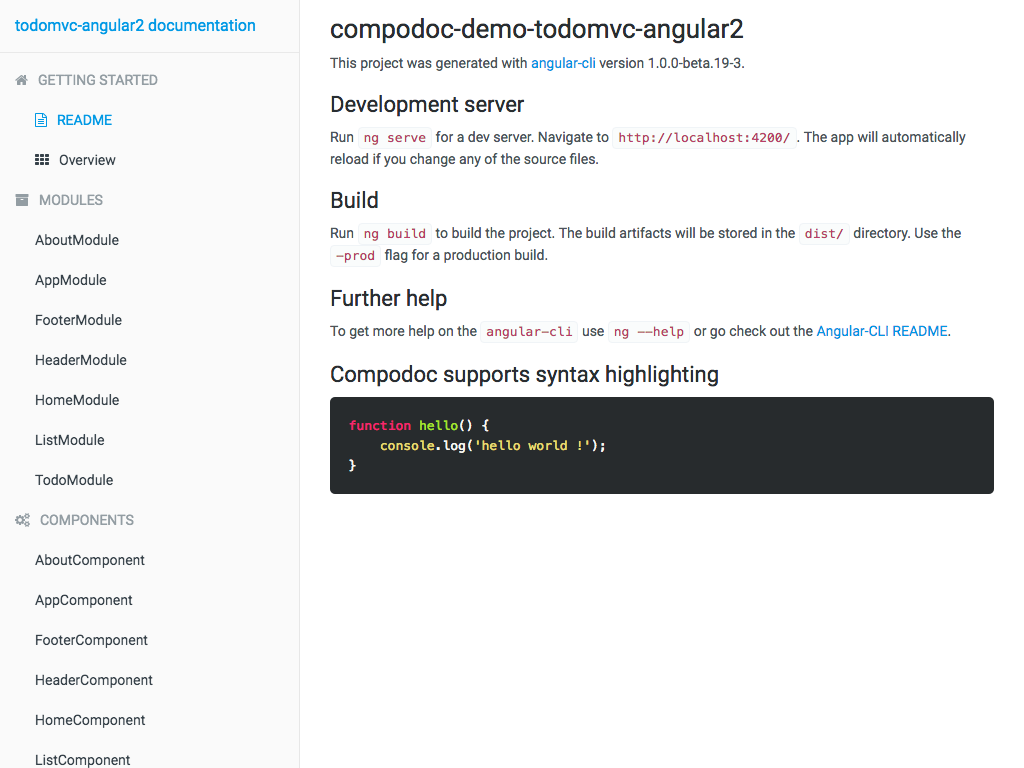 todomvc-angular2 documentation
GETTING STARTED
README
Overview
MODULES
AboutModule
AppModule
FooterModule
HeaderModule
HomeModule
ListModule
TodoModule
COMPONENTS
AboutComponent
AppComponent
FooterComponent
HeaderComponent
HomeComponent
ListComponent
compodoc-demo-todomvc-angular2
This project was generated with angular-cli version 1.0.0-beta.19-3.
Development server
Run ng serve for a dev server. Navigate to http://localhost:4200/ . The app will automatically
reload if you change any of the source files.
Build
Run ng build to build the project. The build artifacts will be stored in the dist/ directory. Use the
-prod flag for a production build.
Further help
To get more help on the angular-cli use ng --help or go check out the Angular-CLI README.
Compodoc supports syntax highlighting
function hello() {
    console.log('hello world !');
}